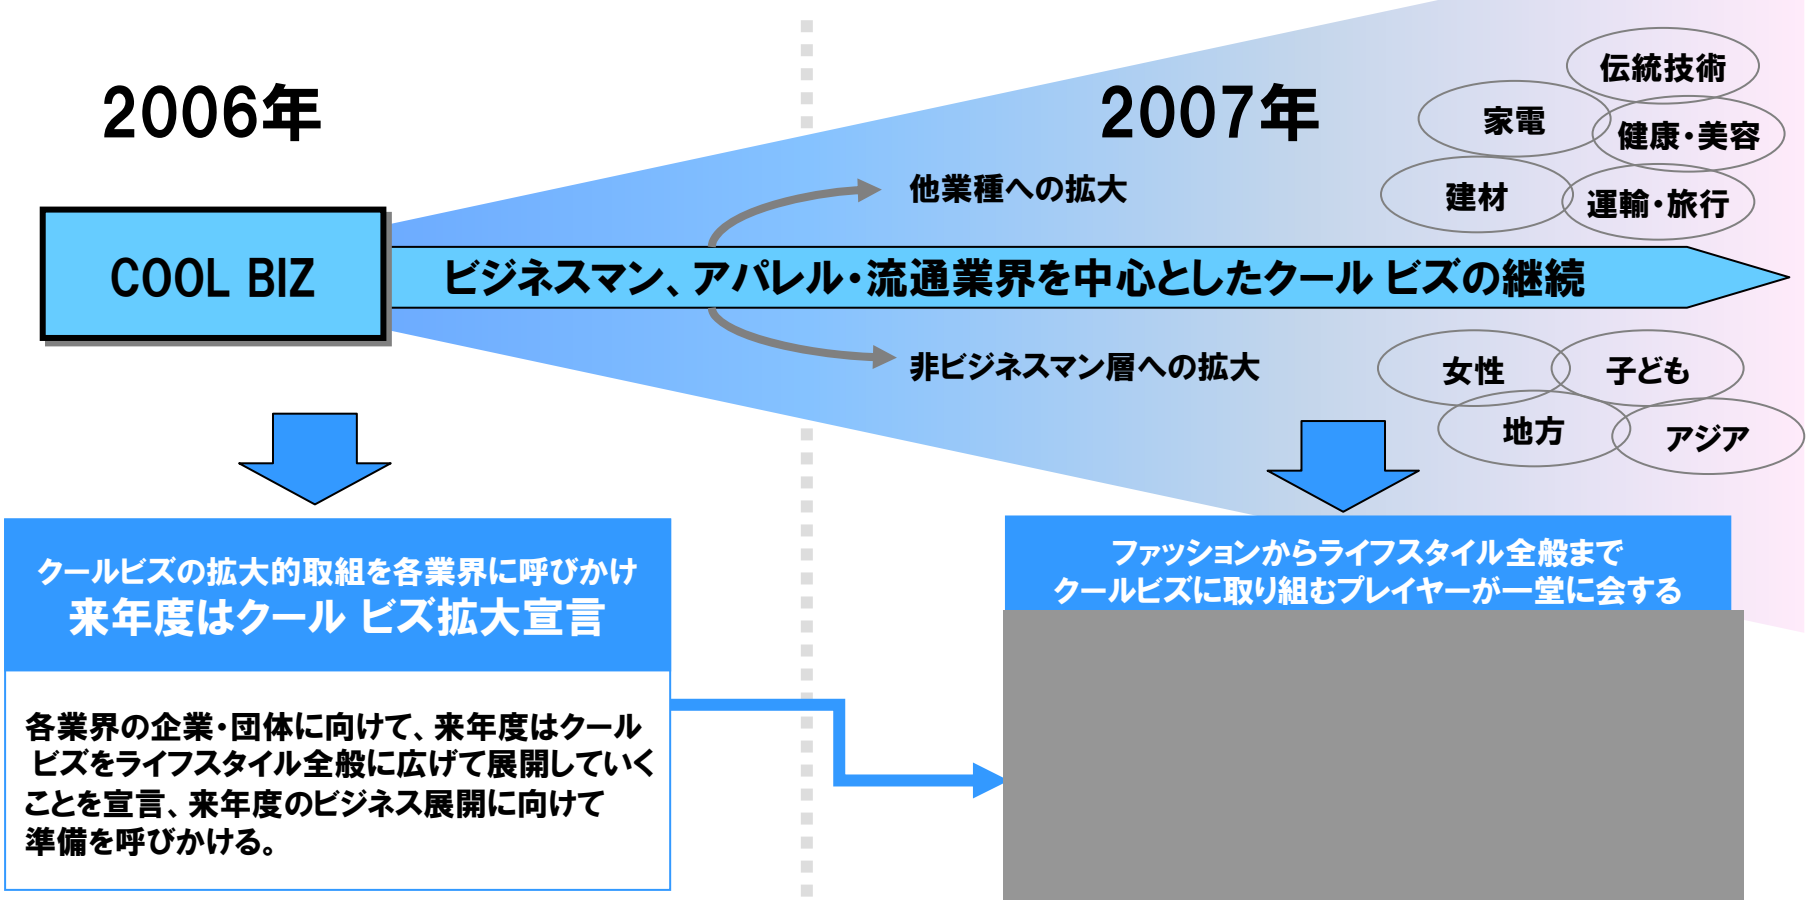 2006年
2007年
伝統技術
家電
健康・美容
建材
運輸・旅行
他業種への拡大
COOL BIZ
ビジネスマン、アパレル・流通業界を中心としたクール ビズの継続
非ビジネスマン層への拡大
女性
子ども
地方
アジア
クールビズの拡大的取組を各業界に呼びかけ
来年度はクール ビズ拡大宣言
各業界の企業・団体に向けて、来年度はクール
ビズをライフスタイル全般に広げて展開していく
ことを宣言、来年度のビジネス展開に向けて
準備を呼びかける。
ファッションからライフスタイル全般まで
クールビズに取り組むプレイヤーが一堂に会する